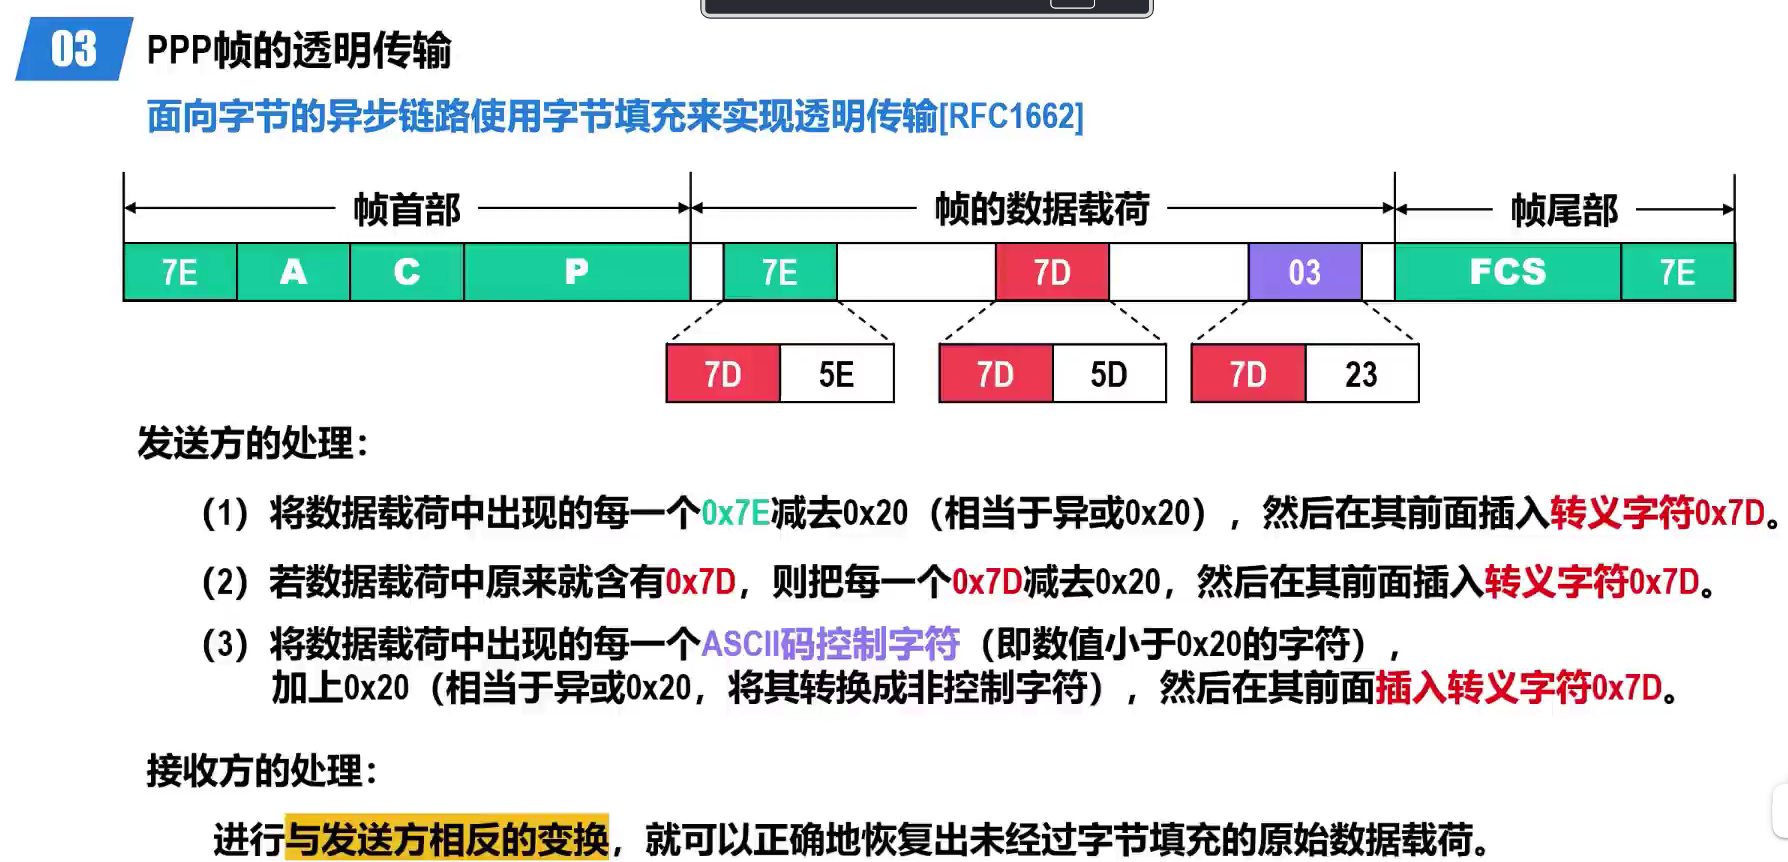 03 PPP帧的透明传输
面向字节的异步链路使用字节填充来实现透明传输[RFC1662]
帧首部 帧的数据载荷 帧尾部
7E A C P 7E 7D 03 FCS 7E
7D 5E 7D 5D 7D 23
发送方的处理：
（1）将数据载荷中出现的每一个0x7E减去0x20（相当于异或0x20），然后在其前面插入转义字符0x7D。
（2）若数据载荷中原来就含有0x7D，则把每一个0x7D减去0x20，然后在其前面插入转义字符0x7D。
（3）将数据载荷中出现的每一个ASCII码控制字符（即数值小于0x20的字符），
加上0x20（相当于异或0x20，将其转换成非控制字符），然后在其前面插入转义字符0x7D。
接收方的处理：
进行与发送方相反的变换，就可以正确地恢复出未经过字节填充的原始数据载荷。